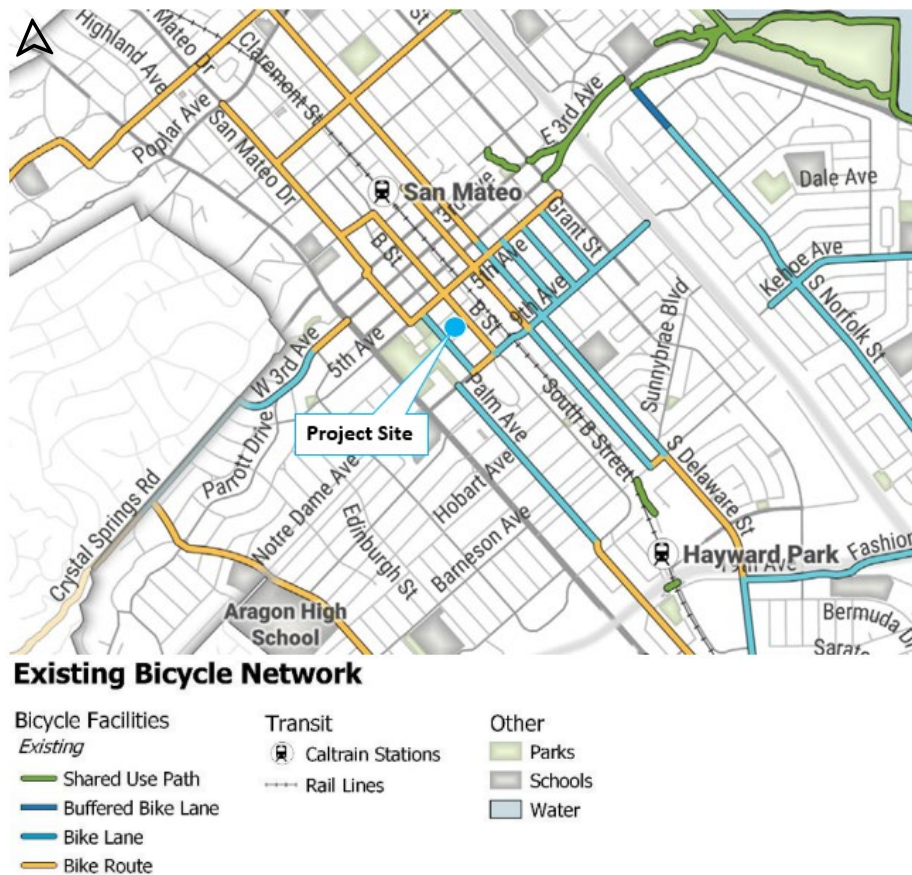 Highland Ave
Mateo Dr
Claremont St
St
Poplar Ave
San Mateo Dr
E 3rd Ave
San Mateo
Dale Ave
B St
Grant St
5th Ave
Kehoe Ave
9th Ave
B St
Sunnybrae Blvd
S Norfolk St
W 3rd Ave
5th Ave
Project Site
Palm Ave
South B Street
Parrott Drive
Hobart Ave
S Delaware St
Crystal Springs Rd
Notre Dame Ave
Edinburgh St
Barneson Ave
Hayward Park
Fashion
Aragon High
School
Bermuda Dr
Sarato
Existing Bicycle Network
Bicycle Facilities
Existing
Shared Use Path
Buffered Bike Lane
Bike Lane
Bike Route
Transit
Caltrain Stations
Rail Lines
Other
Parks
Schools
Water